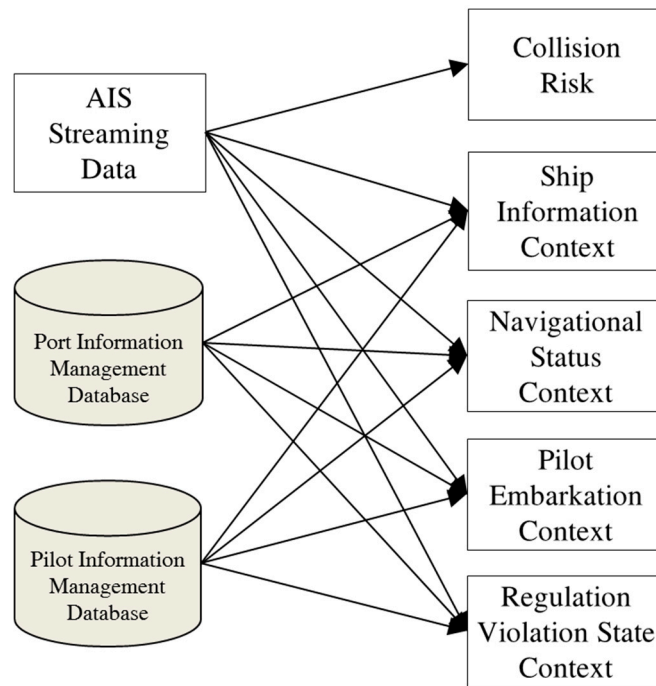 AIS
Streaming
Data
Port Information
Management
Database
Pilot Information
Management
Database
Collision
Risk
Ship
Information
Context
Navigational
Status
Context
Pilot
Embarkation
Context
Regulation
Violation State
Context